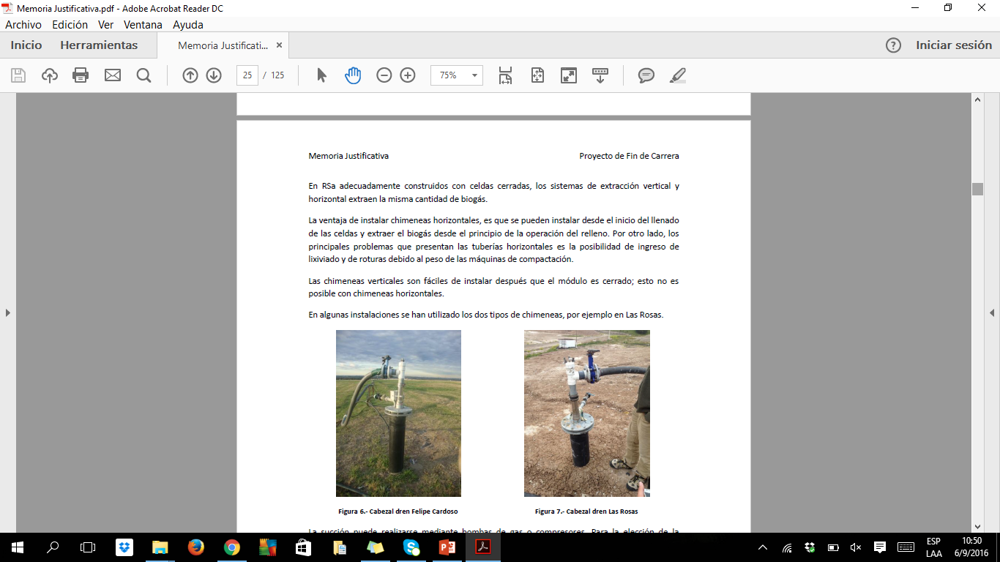 Memoria Justificativa.pdf - Adobe Acrobat Reader DC
Archivo Edición Ver Ventana Ayuda
Inicio Herramientas Memoria Justificati... × ? Iniciar sesión
25 / 125 75%
Memoria Justificativa Proyecto de Fin de Carrera
En RSa adecuadamente construidos con celdas cerradas, los sistemas de extracción vertical y
horizontal extraen la misma cantidad de biogás.
La ventaja de instalar chimeneas horizontales, es que se pueden instalar desde el inicio del llenado
de las celdas y extraer el biogás desde el principio de la operación del relleno. Por otro lado, los
principales problemas que presentan las tuberías horizontales es la posibilidad de ingreso de
lixiviado y de roturas debido al peso de las máquinas de compactación.
Las chimeneas verticales son fáciles de instalar después que el módulo es cerrado; esto no es
posible con chimeneas horizontales.
En algunas instalaciones se han utilizado los dos tipos de chimeneas, por ejemplo en Las Rosas.
Figura 6.- Cabezal dren Felipe Cardoso Figura 7.- Cabezal dren Las Rosas
La succión puede realizarse mediante bombas de gas o compresores. Para la elección de la
ESP 10:50
LAA 6/9/2016